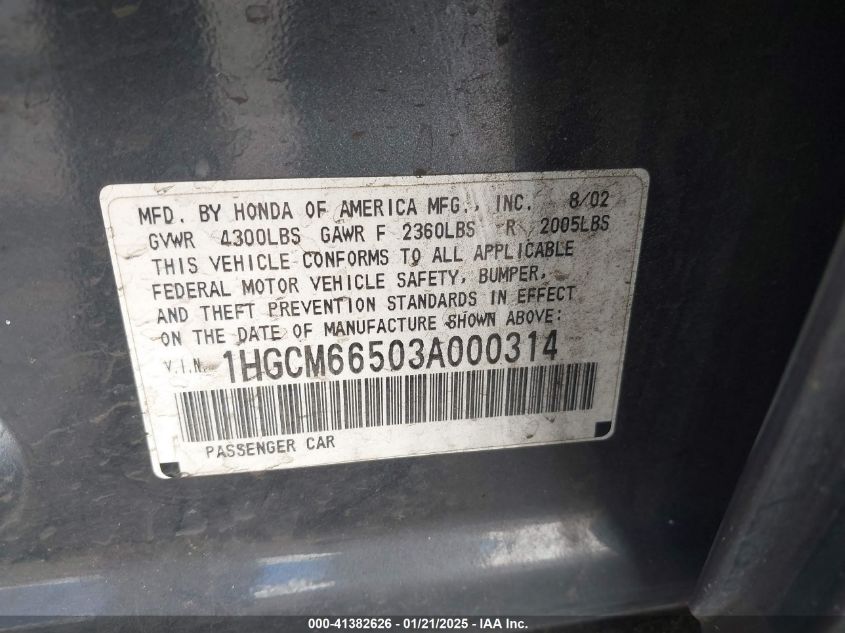 MFD. BY HONDA OF AMERICA MFG., INC. 8/02
GVWR 4300LBS GAWR F 2360LBS R 2005LBS
THIS VEHICLE CONFORMS TO ALL APPLICABLE
FEDERAL MOTOR VEHICLE SAFETY, BUMPER,
AND THEFT PREVENTION STANDARDS IN EFFECT
ON THE DATE OF MANUFACTURE SHOWN ABOVE:
V.I.N. 1HGCM66503A000314
PASSENGER CAR
000-41382626 - 01/21/2025 - IAA Inc.